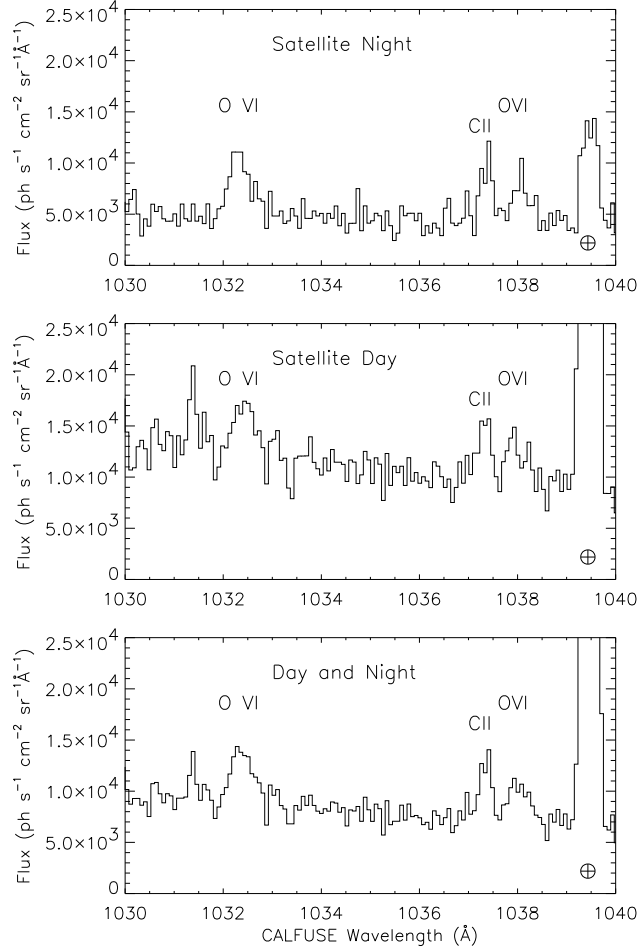 Satellite Night
O VI
CII
OVI
2.5×10⁴
2.0×10⁴
1.5×10⁴
1.0×10⁴
5.0×10³
0
Flux (ph s⁻¹ cm⁻² sr⁻¹Å⁻¹)
1030 1032 1034 1036 1038 1040
Satellite Day
O VI
CII
OVI
2.5×10⁴
2.0×10⁴
1.5×10⁴
1.0×10⁴
5.0×10³
0
Flux (ph s⁻¹ cm⁻² sr⁻¹Å⁻¹)
1030 1032 1034 1036 1038 1040
Day and Night
O VI
CII
OVI
2.5×10⁴
2.0×10⁴
1.5×10⁴
1.0×10⁴
5.0×10³
0
Flux (ph s⁻¹ cm⁻² sr⁻¹Å⁻¹)
1030 1032 1034 1036 1038 1040
CALFUSE Wavelength (Å)